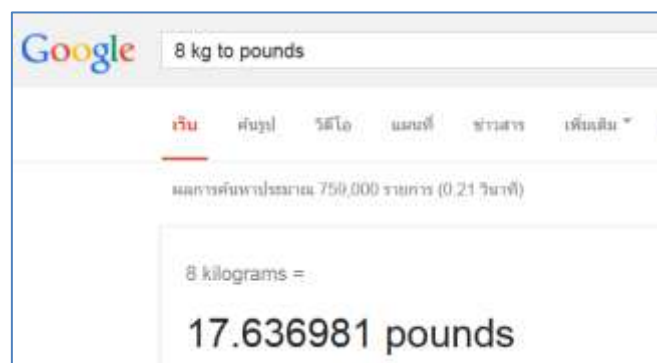 Google 8 kg to pounds
เว็บ ค้นรูป วิดีโอ แผนที่ ข่าวสาร เพิ่มเติม
ผลการค้นหาประมาณ 759,000 รายการ (0.21 วินาที)
8 kilograms =
17.636981 pounds